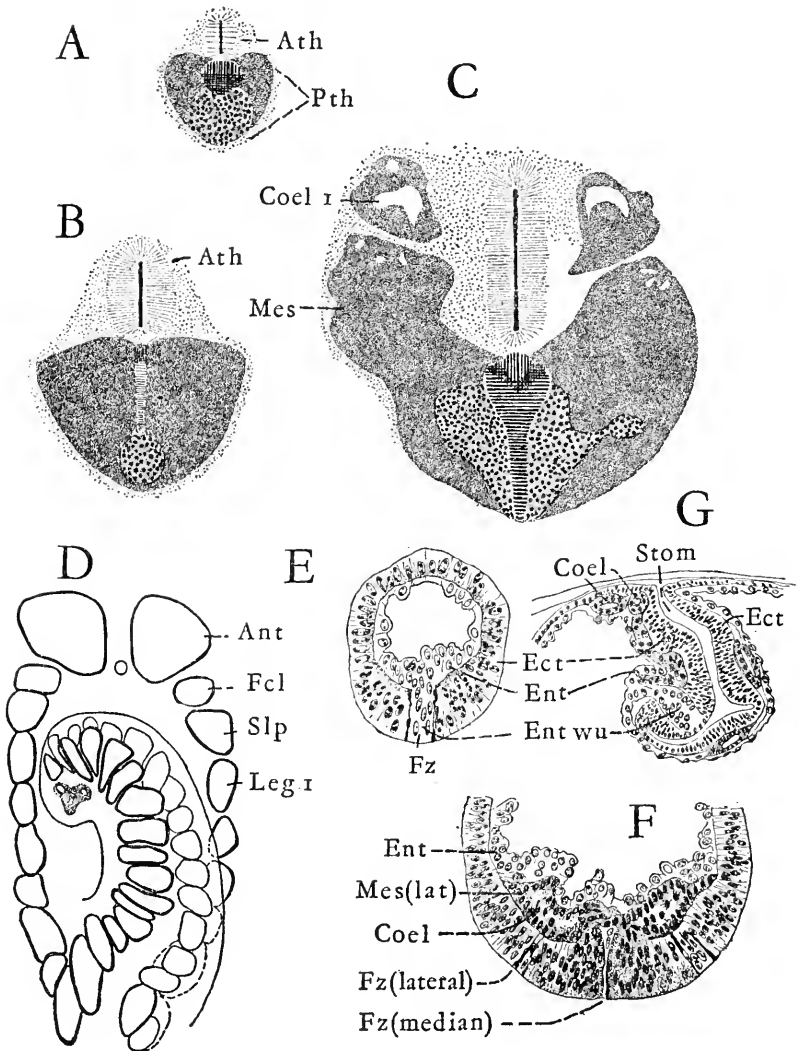 A
Ath
Pth
C
Coel 1
B
Ath
Mes
G
D
E
Coel
Stom
Ect
Ant
Fcl
Ect
Slp
Ent
Ent wu
Leg 1
Fz
F
Ent
Mes(lat)
Coel
Fz(lateral)
Fz(median)